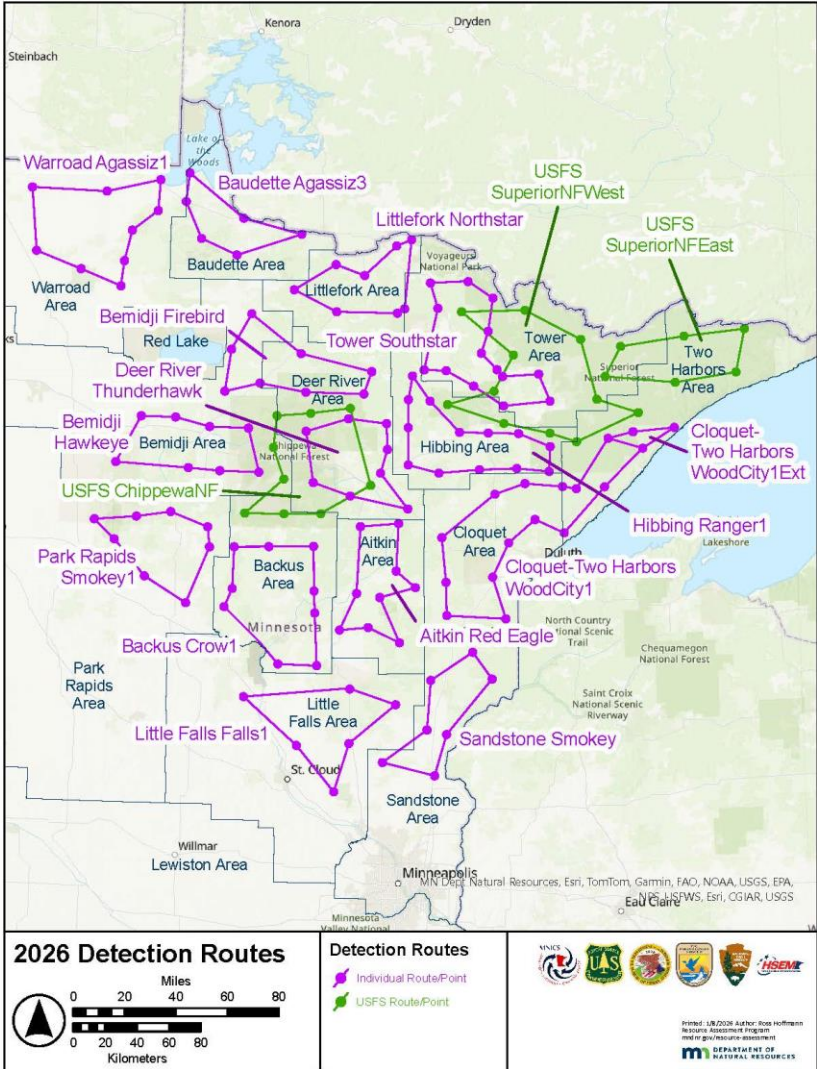 Kenora
Dryden
Steinbach
Lake of the
Woods
Warroad Agassiz1
Baudette Agassiz3
USFS
SuperiorNFWest
USFS
SuperiorNFEast
Littlefork Northstar
Baudette Area
Voyageurs
National Park
Warroad
Area
Littlefork Area
Bemidji Firebird
Red Lake
Tower Southstar
Tower
Area
Superior
National Forest
Two
Harbors
Area
Deer River
Thunderhawk
Deer River
Area
Bemidji
Hawkeye
Bemidji Area
National Forest
Hibbing Area
Cloquet-
Two Harbors
WoodCity1Ext
USFS ChippewaNF
Hibbing Ranger1
Park Rapids
Smokey1
Backus
Area
Aitkin
Area
Cloquet
Area
Duluth
Lakeshore
Cloquet-Two Harbors
WoodCity1
Minnesota
Backus Crow1
Aitkin Red Eagle
North Country
National Scenic
Trail
Chequamegon
National Forest
Park
Rapids
Area
Saint Croix
National Scenic
Riverway
Little
Falls Area
Little Falls Falls1
Sandstone Smokey
St. Cloud
Sandstone
Area
Willmar
Lewiston Area
Minneapolis
MN Dept Natural Resources, Esri, TomTom, Garmin, FAO, NOAA, USGS, EPA,
NPS, USFWS, Esri, CGIAR, USGS
Eau Claire
Minnesota
Valley National
2026 Detection Routes
Miles
0 20 40 60 80
0 20 40 60 80
Kilometers
Detection Routes
Individual Route/Point
USFS Route/Point
MNICS
UAS
HSEM
Printed: 1/8/2026 Author: Ross Hoffmann
Resource Assessment Program
mndnr.gov/resource-assessment
DEPARTMENT OF
NATURAL RESOURCES